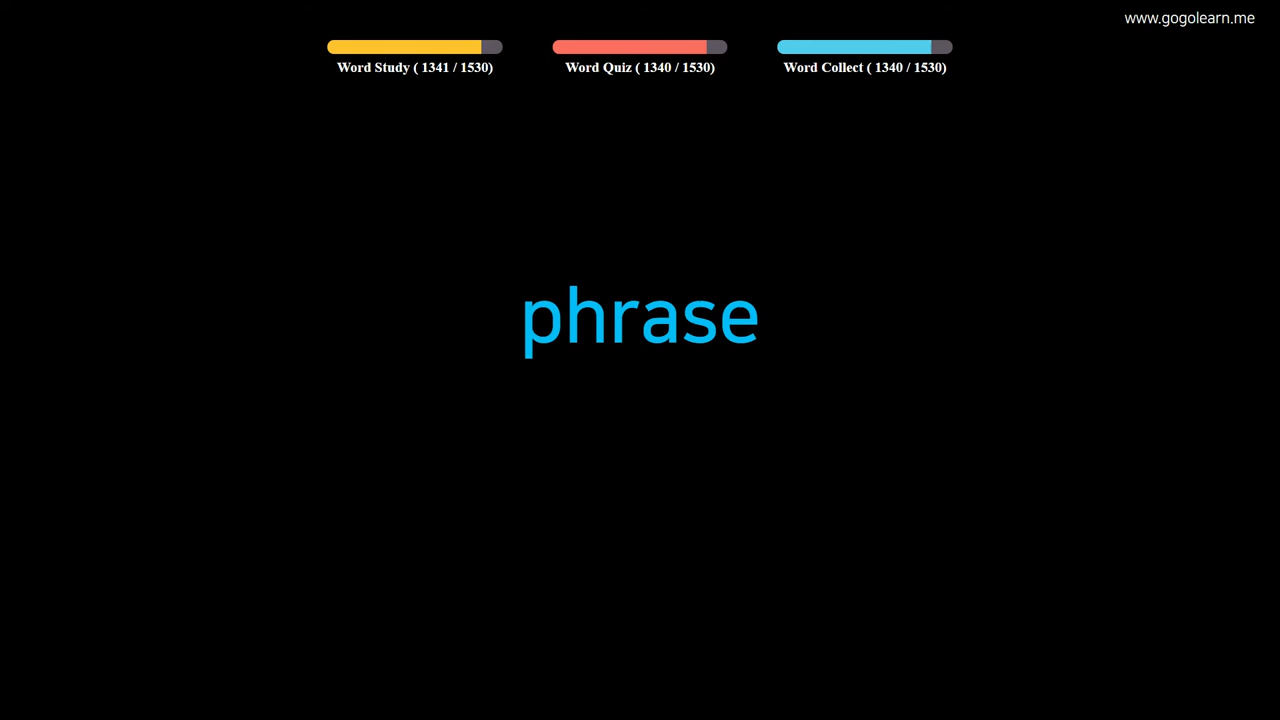 www.gogolearn.me
Word Study ( 1341 / 1530)
Word Quiz ( 1340 / 1530)
Word Collect ( 1340 / 1530)
phrase